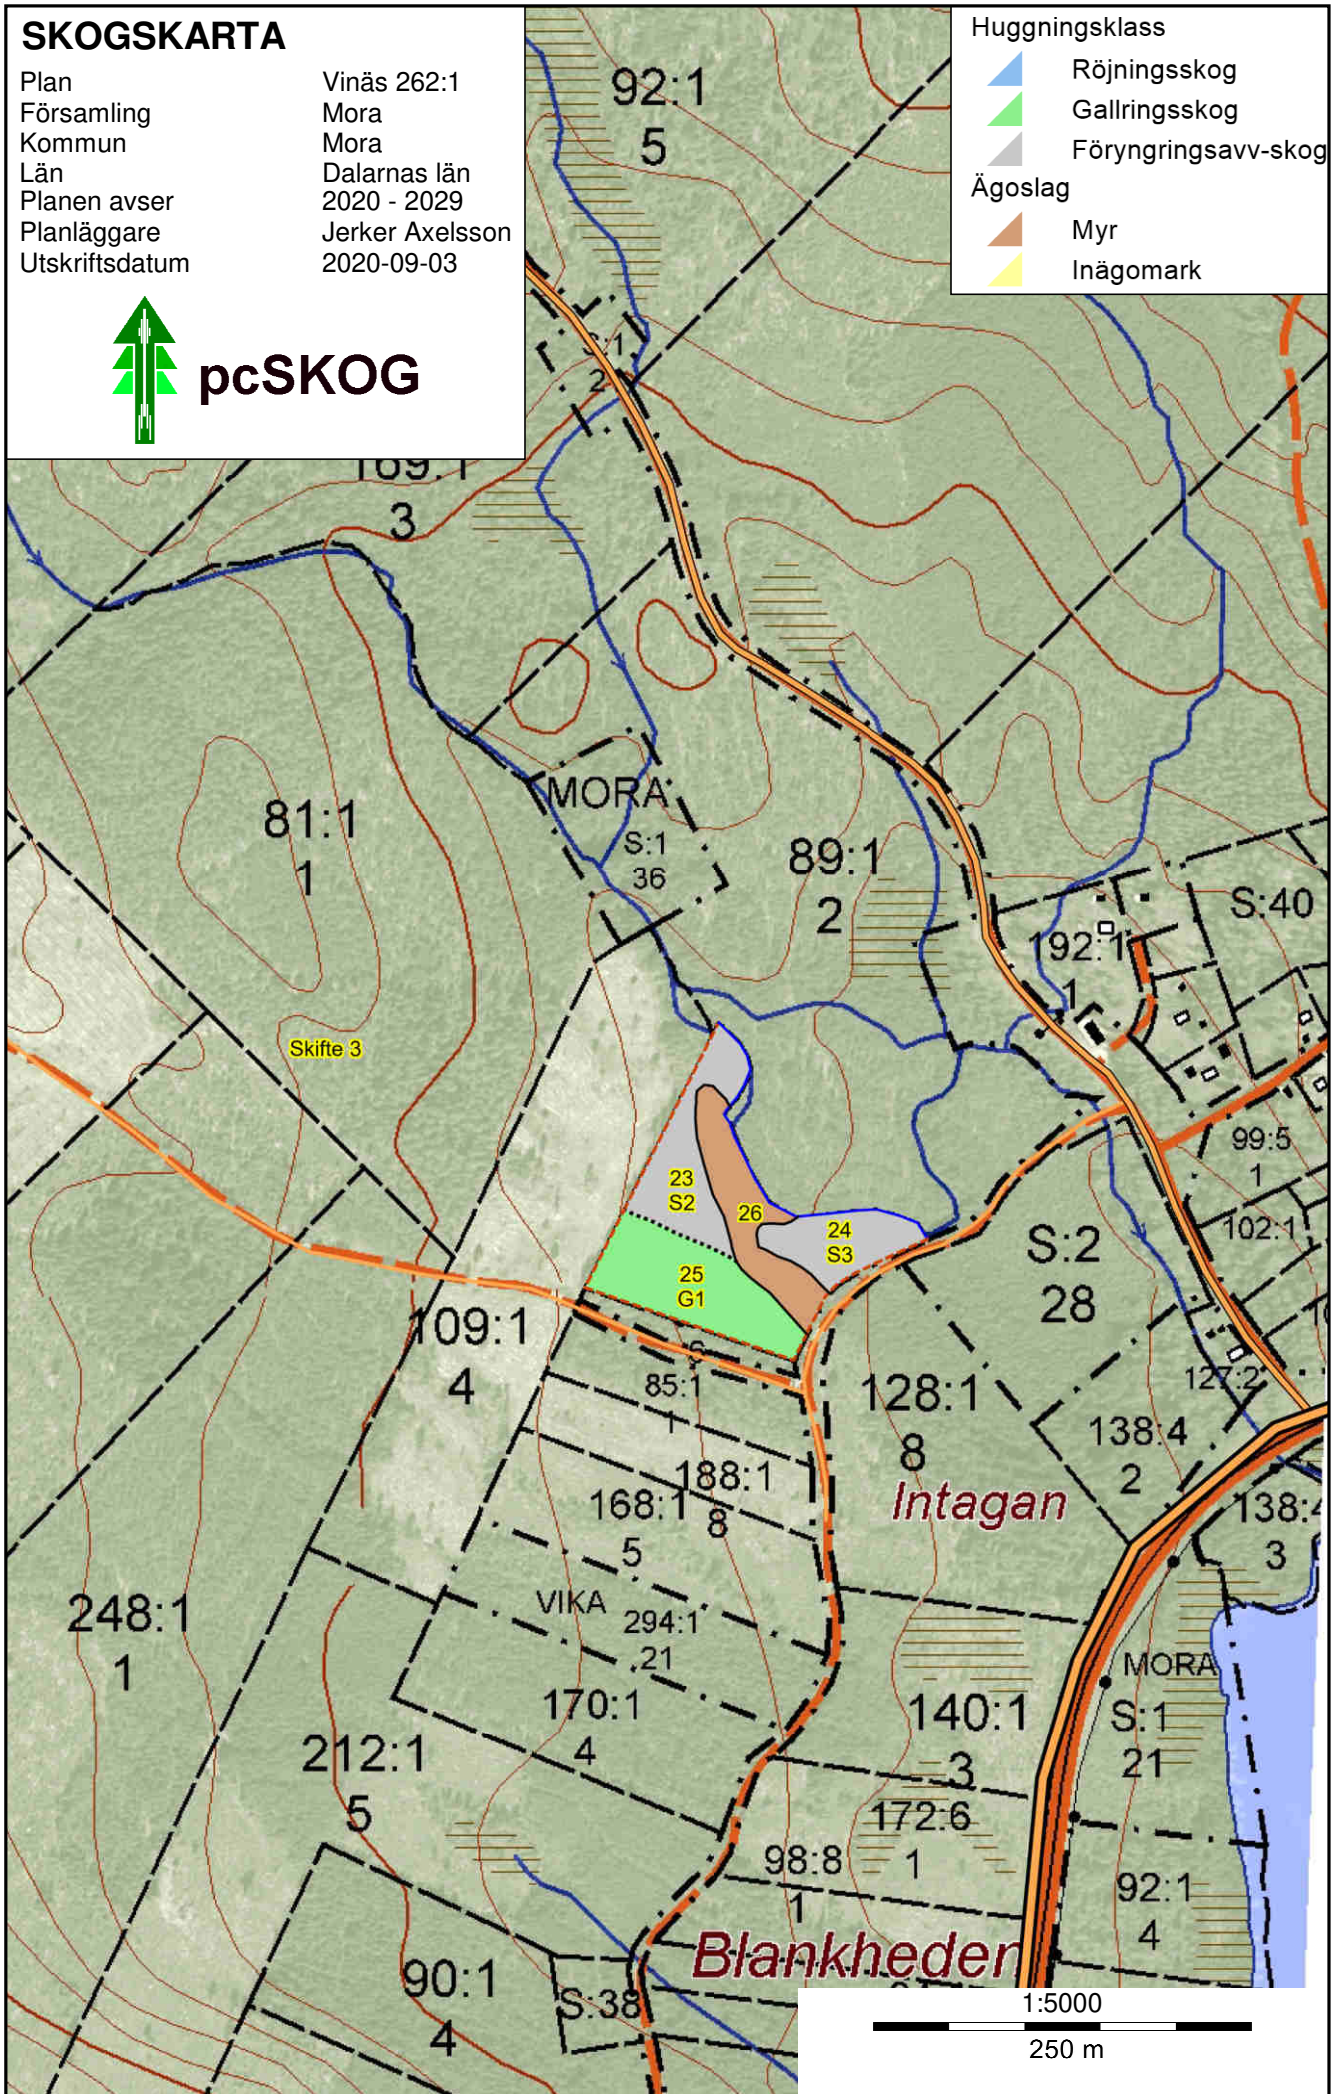 SKOGSKARTA
Plan Vinäs 262:1
Församling Mora
Kommun Mora
Län Dalarnas län
Planen avser 2020 - 2029
Planläggare Jerker Axelsson
Utskriftsdatum 2020-09-03
pcSKOG
Huggningsklass
Röjningsskog
Gallringsskog
Föryngringsavv-skog
Ägoslag
Myr
Inägomark
92:1
5
S:1
2
169:1
3
MORA
S:1
36
81:1
1
89:1
2
S:40
192:1
1
Skifte 3
99:5
1
23
S2
26
24
S3
102:1
S:2
28
25
G1
109:1
4
85:1
1
127:2
128:1
8
138:4
2
188:1
8
168:1
5
Intagan
138:4
3
VIKA
294:1
21
248:1
1
MORA
S:1
21
170:1
4
140:1
3
212:1
5
172:6
1
98:8
1
92:1
4
Blankheden
90:1
4
S:38
1:5000
250 m